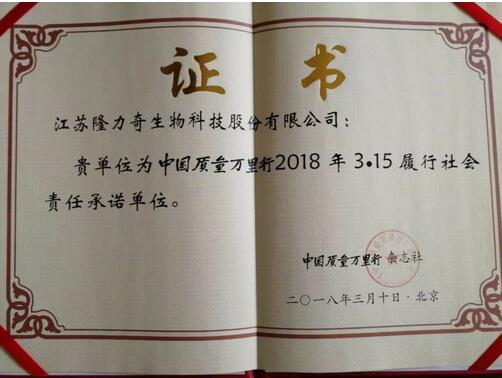 证书
江苏隆力奇生物科技股份有限公司：
贵单位为中国质量万里行2018年3•15履行社会
责任承诺单位。
中国质量万里行 杂志社
二〇一八年三月十日·北京